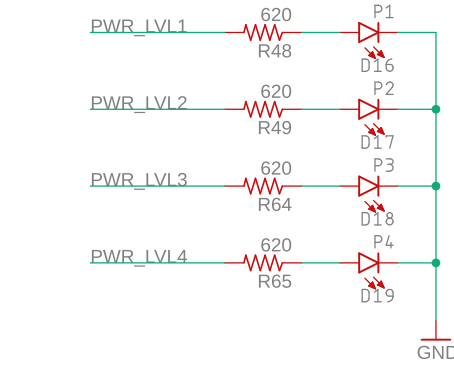 620 P1
PWR_LVL1
R48 D16
620 P2
PWR_LVL2
R49 D17
620 P3
PWR_LVL3
R64 D18
620 P4
PWR_LVL4
R65 D19
GND